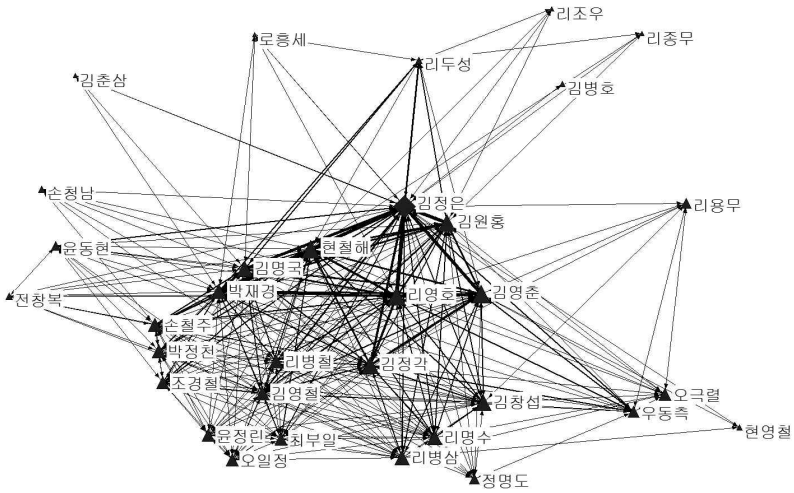 리조우
로흥세
리종무
리두성
김춘삼
김병호
손청남
김정은
리용무
김원홍
윤동현
현철해
김명국
박재경
리영호
김영춘
전창복
손철주
박정천
리병철
김정각
조경철
김영철
김창섭
오극렬
우동측
현영철
윤정린
최부일
리명수
오일정
리병삼
정명도